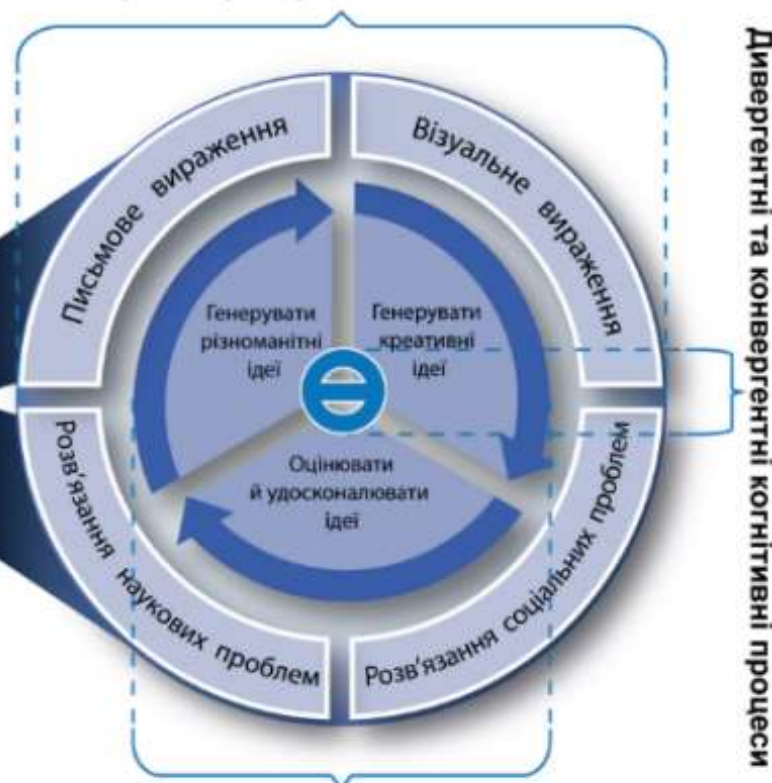 Письмове вираження
Візуальне вираження
Генерувати
різноманітні
ідеї
Генерувати
креативні
ідеї
Оцінювати
й удосконалювати
ідеї
Розв'язання наукових проблем
Розв'язання соціальних проблем
Дивергентні та конвергентні когнітивні процеси